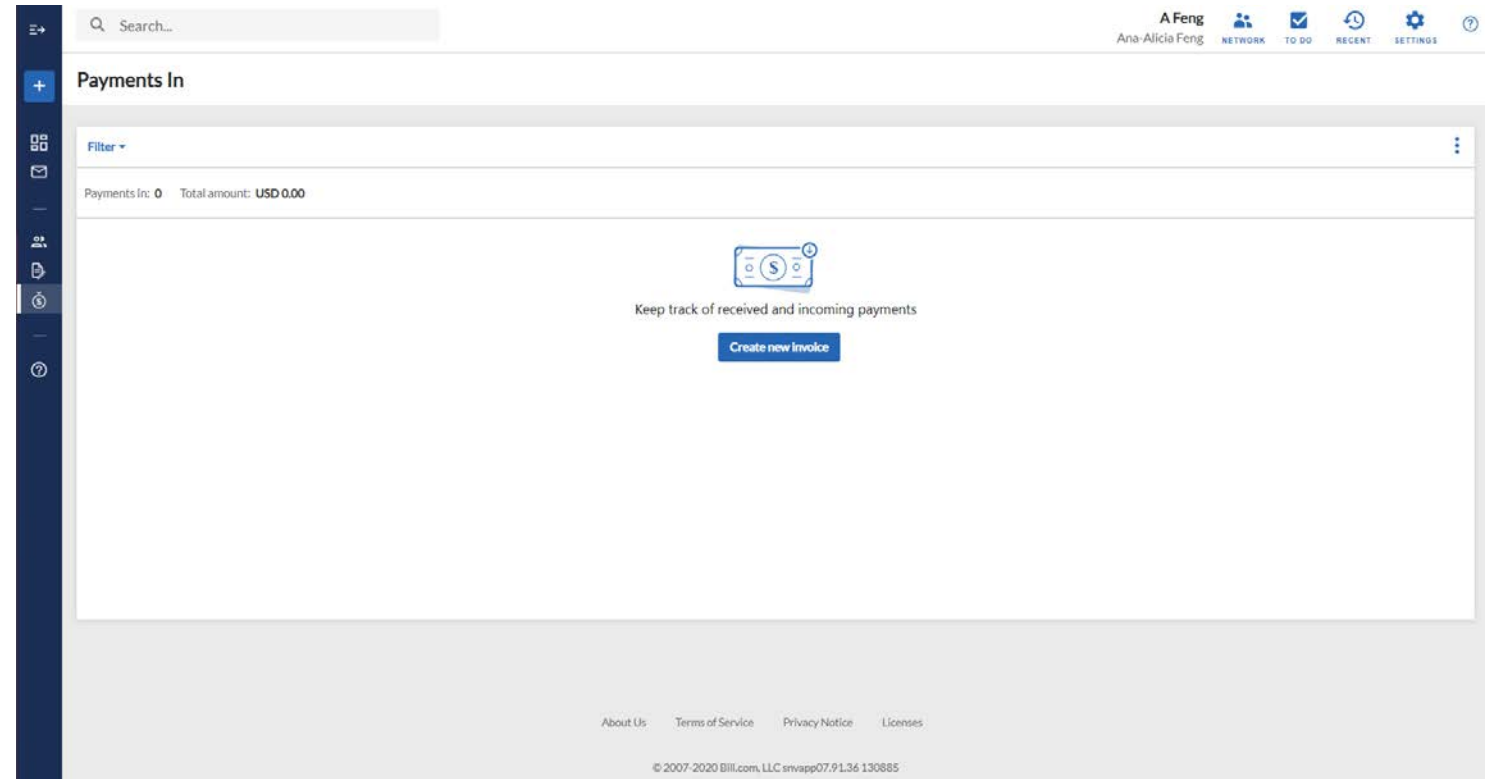 Search...
A Feng
Ana-Alicia Feng
NETWORK
TO DO
RECENT
SETTINGS
Payments In
Filter
Payments In: 0 Total amount: USD 0.00
Keep track of received and incoming payments
Create new invoice
About Us Terms of Service Privacy Notice Licenses
© 2007-2020 Bill.com, LLC snvapp07.91.36 130885